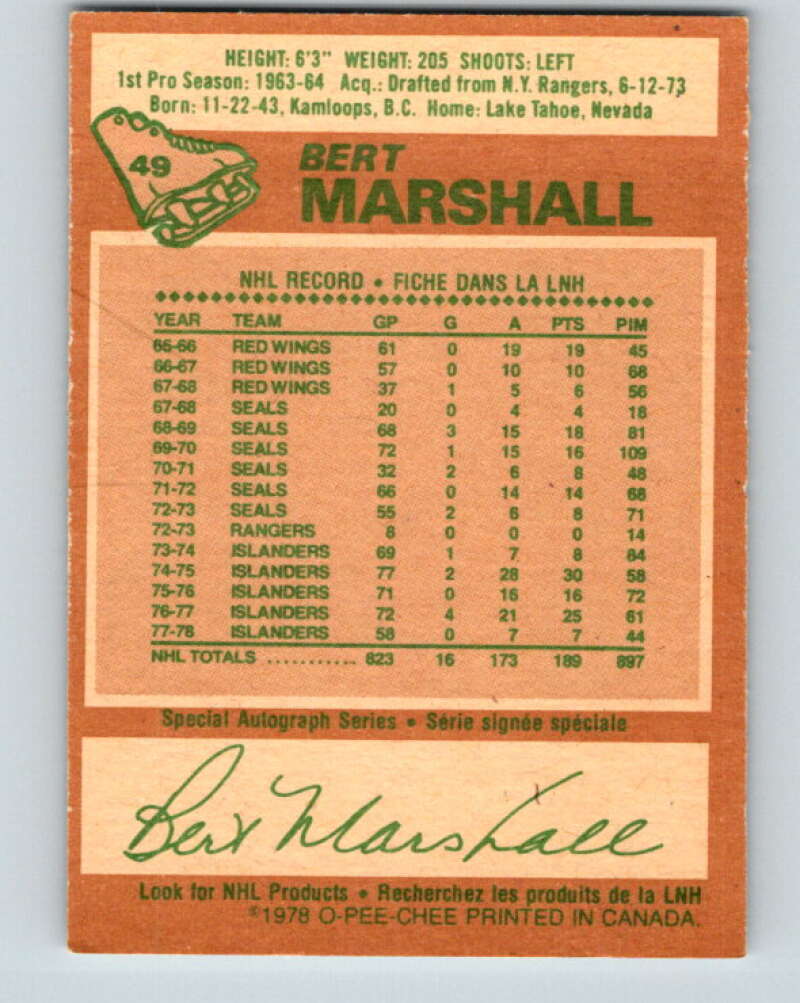 HEIGHT: 6'3" WEIGHT: 205 SHOOTS: LEFT
1st Pro Season: 1963-64 Acq.: Drafted from N.Y. Rangers, 6-12-73
Born: 11-22-43, Kamloops, B.C. Home: Lake Tahoe, Nevada
49
BERT
MARSHALL
NHL RECORD • FICHE DANS LA LNH
YEAR TEAM GP G A PTS PIM
65-66 RED WINGS 61 0 19 19 45
66-67 RED WINGS 57 0 10 10 68
67-68 RED WINGS 37 1 5 6 56
67-68 SEALS 20 0 4 4 18
68-69 SEALS 68 3 15 18 81
69-70 SEALS 72 1 15 16 109
70-71 SEALS 32 2 6 8 48
71-72 SEALS 66 0 14 14 68
72-73 SEALS 55 2 6 8 71
72-73 RANGERS 8 0 0 0 14
73-74 ISLANDERS 69 1 7 8 84
74-75 ISLANDERS 77 2 28 30 58
75-76 ISLANDERS 71 0 16 16 72
76-77 ISLANDERS 72 4 21 25 61
77-78 ISLANDERS 58 0 7 7 44
NHL TOTALS ........... 823 16 173 189 897
Special Autograph Series • Série signée spéciale
Bert Marshall
Look for NHL Products • Recherchez les produits de la LNH
©1978 O-PEE-CHEE PRINTED IN CANADA.